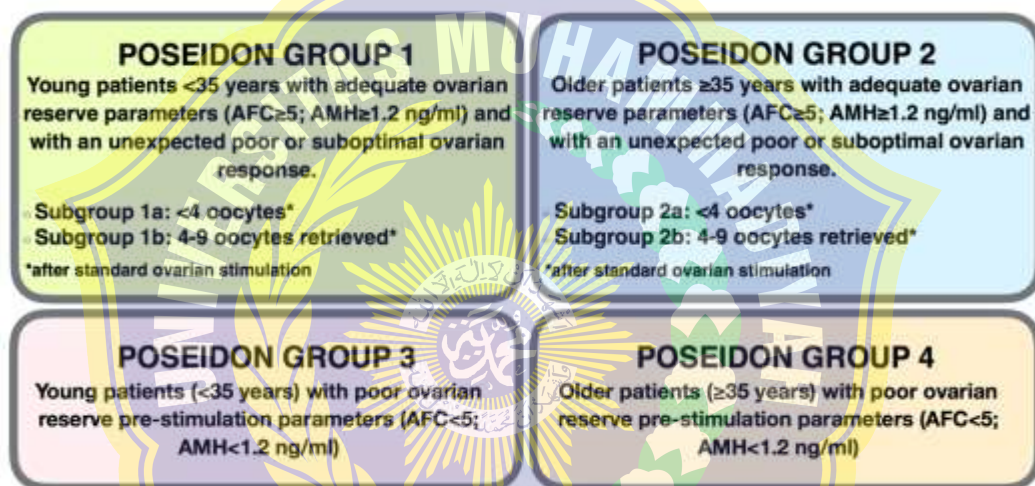 POSEIDON GROUP 1
Young patients <35 years with adequate ovarian
reserve parameters (AFC≥5; AMH≥1.2 ng/ml) and
with an unexpected poor or suboptimal ovarian
response.
Subgroup 1a: <4 oocytes*
Subgroup 1b: 4-9 oocytes retrieved*
*after standard ovarian stimulation
POSEIDON GROUP 2
Older patients ≥35 years with adequate ovarian
reserve parameters (AFC≥5; AMH≥1.2 ng/ml) and
with an unexpected poor or suboptimal ovarian
response.
Subgroup 2a: <4 oocytes*
Subgroup 2b: 4-9 oocytes retrieved*
*after standard ovarian stimulation
POSEIDON GROUP 3
Young patients (<35 years) with poor ovarian
reserve pre-stimulation parameters (AFC<5;
AMH<1.2 ng/ml)
POSEIDON GROUP 4
Older patients (≥35 years) with poor ovarian
reserve pre-stimulation parameters (AFC<5;
AMH<1.2 ng/ml)
UNIVERSITAS MUHAMMADIYAH